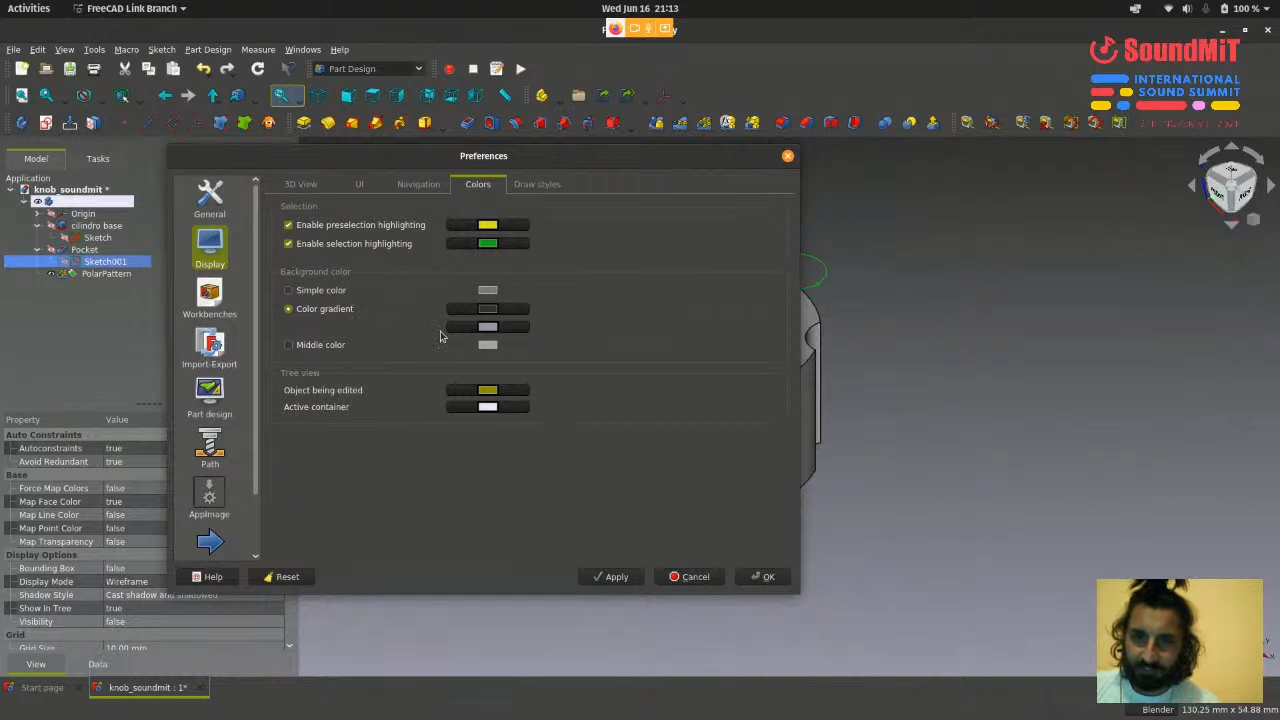 Activities
FreeCAD Link Branch
Wed Jun 16 21:13
100 %
File Edit View Tools Macro Sketch Part Design Measure Windows Help
Part Design
SoundMiT
INTERNATIONAL
SOUND SUMMIT
Model
Tasks
Application
knob_soundmit *
Origin
cilindro base
Sketch
Pocket
Sketch001
PolarPattern
Property Value
Auto Constraints
Autoconstraints true
Avoid Redundant true
Base
Force Map Colors false
Map Face Color true
Map Line Color false
Map Point Color false
Map Transparency false
Display Options
Bounding Box false
Display Mode Wireframe
Shadow Style Cast shadow and shadowed
Show In Tree true
Visibility false
Grid
Grid Size 10.00 mm
View
Data
Start page
knob_soundmit : 1*
Preferences
General
Display
Workbenches
Import-Export
Part design
Path
AppImage
3D View
UI
Navigation
Colors
Draw styles
Selection
Enable preselection highlighting
Enable selection highlighting
Background color
Simple color
Color gradient
Middle color
Tree view
Object being edited
Active container
Help
Reset
Apply
Cancel
OK
Blender
130.25 mm x 54.88 mm